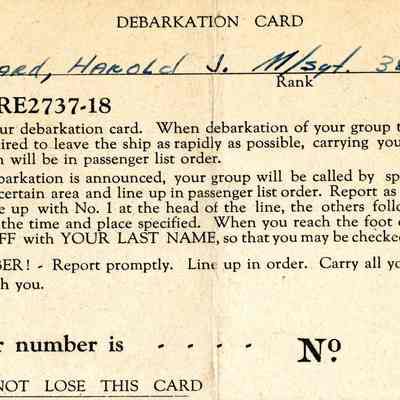 DEBARKATION CARD
ARD, HAROLD J. M/sgt. 38
Rank
RE2737-18
ur debarkation card. When debarkation of your group t
ired to leave the ship as rapidly as possible, carrying you
n will be in passenger list order.
barkation is announced, your group will be called by sp
certain area and line up in passenger list order. Report as
e up with No. 1 at the head of the line, the others follo
the time and place specified. When you reach the foot o
FF with YOUR LAST NAME, so that you may be checked
BER! - Report promptly. Line up in order. Carry all yo
h you.
r number is - - - - No
NOT LOSE THIS CARD